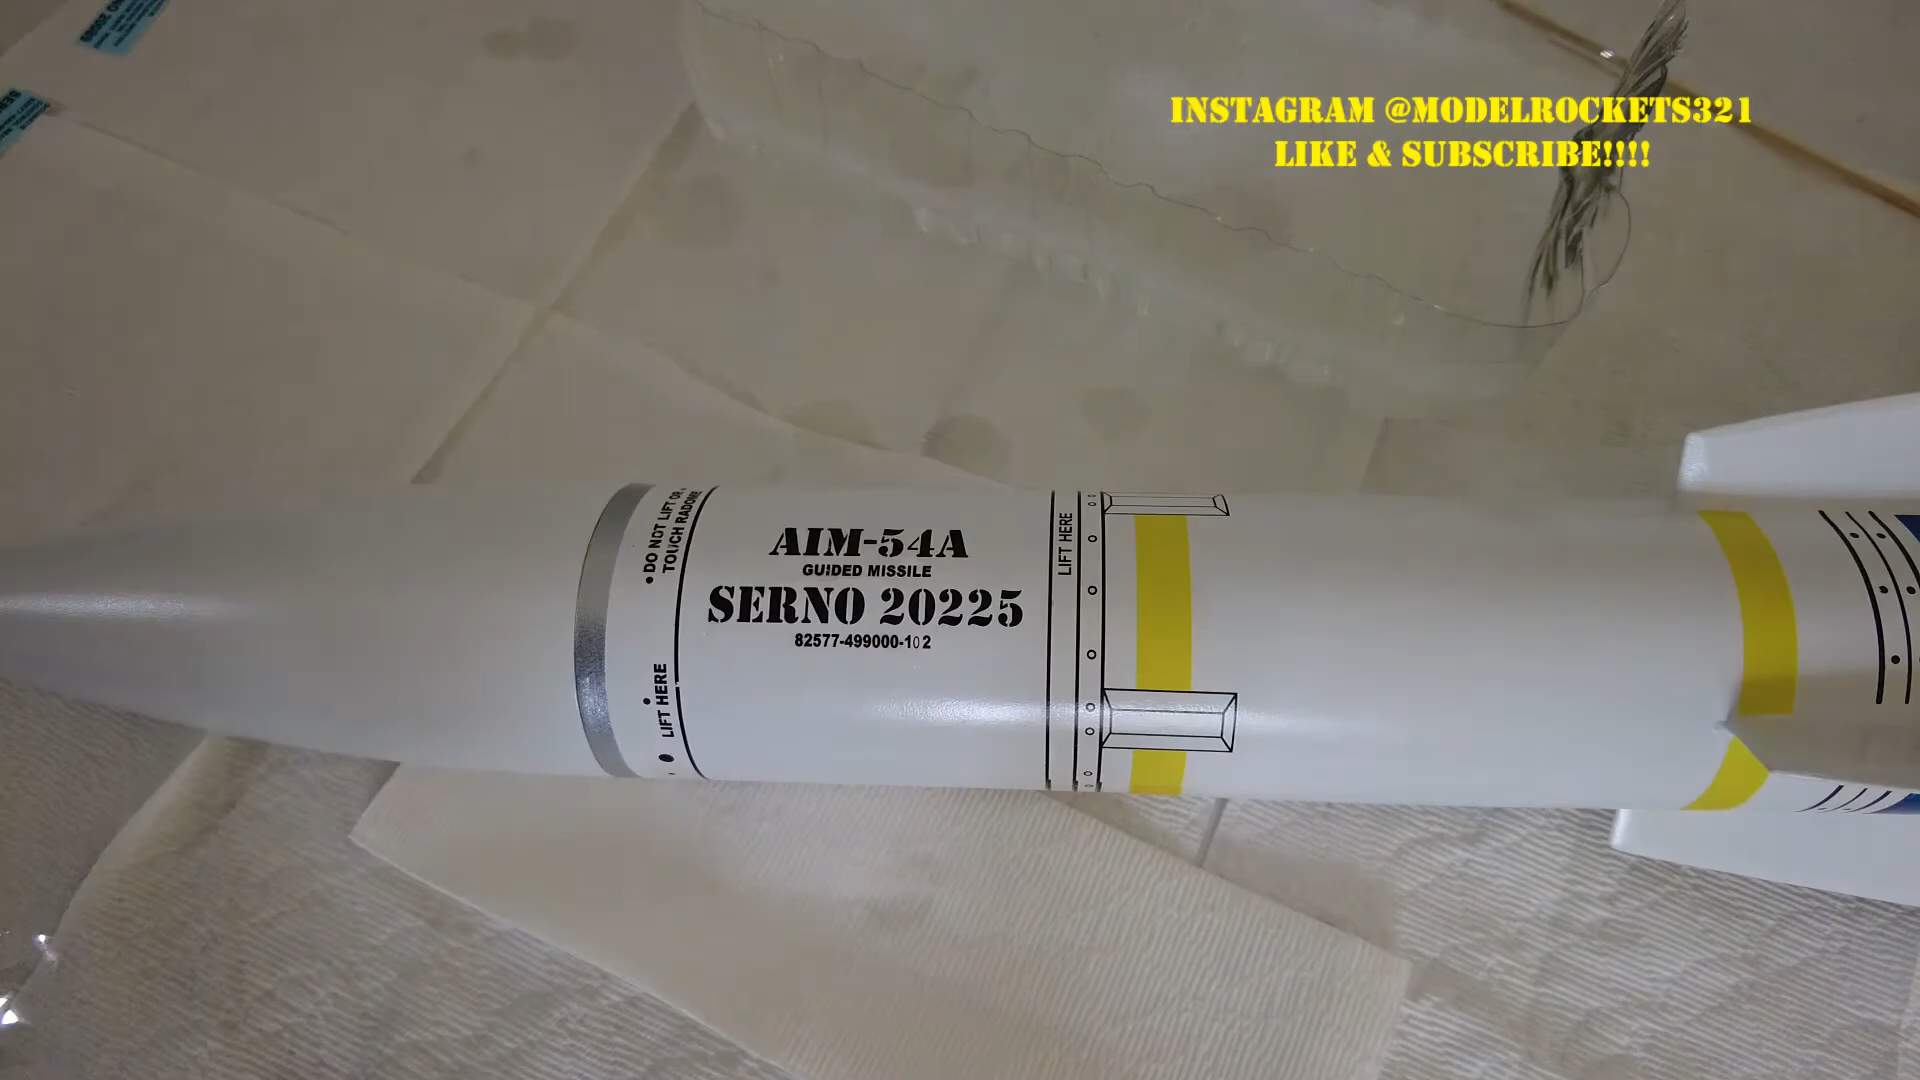 INSTAGRAM @MODELROCKETS321
LIKE & SUBSCRIBE!!!!
DO NOT LIFT OR
TOUCH RADOME
LIFT HERE
AIM-54A
GUIDED MISSILE
SERNO 20225
82577-499000-102
LIFT HERE